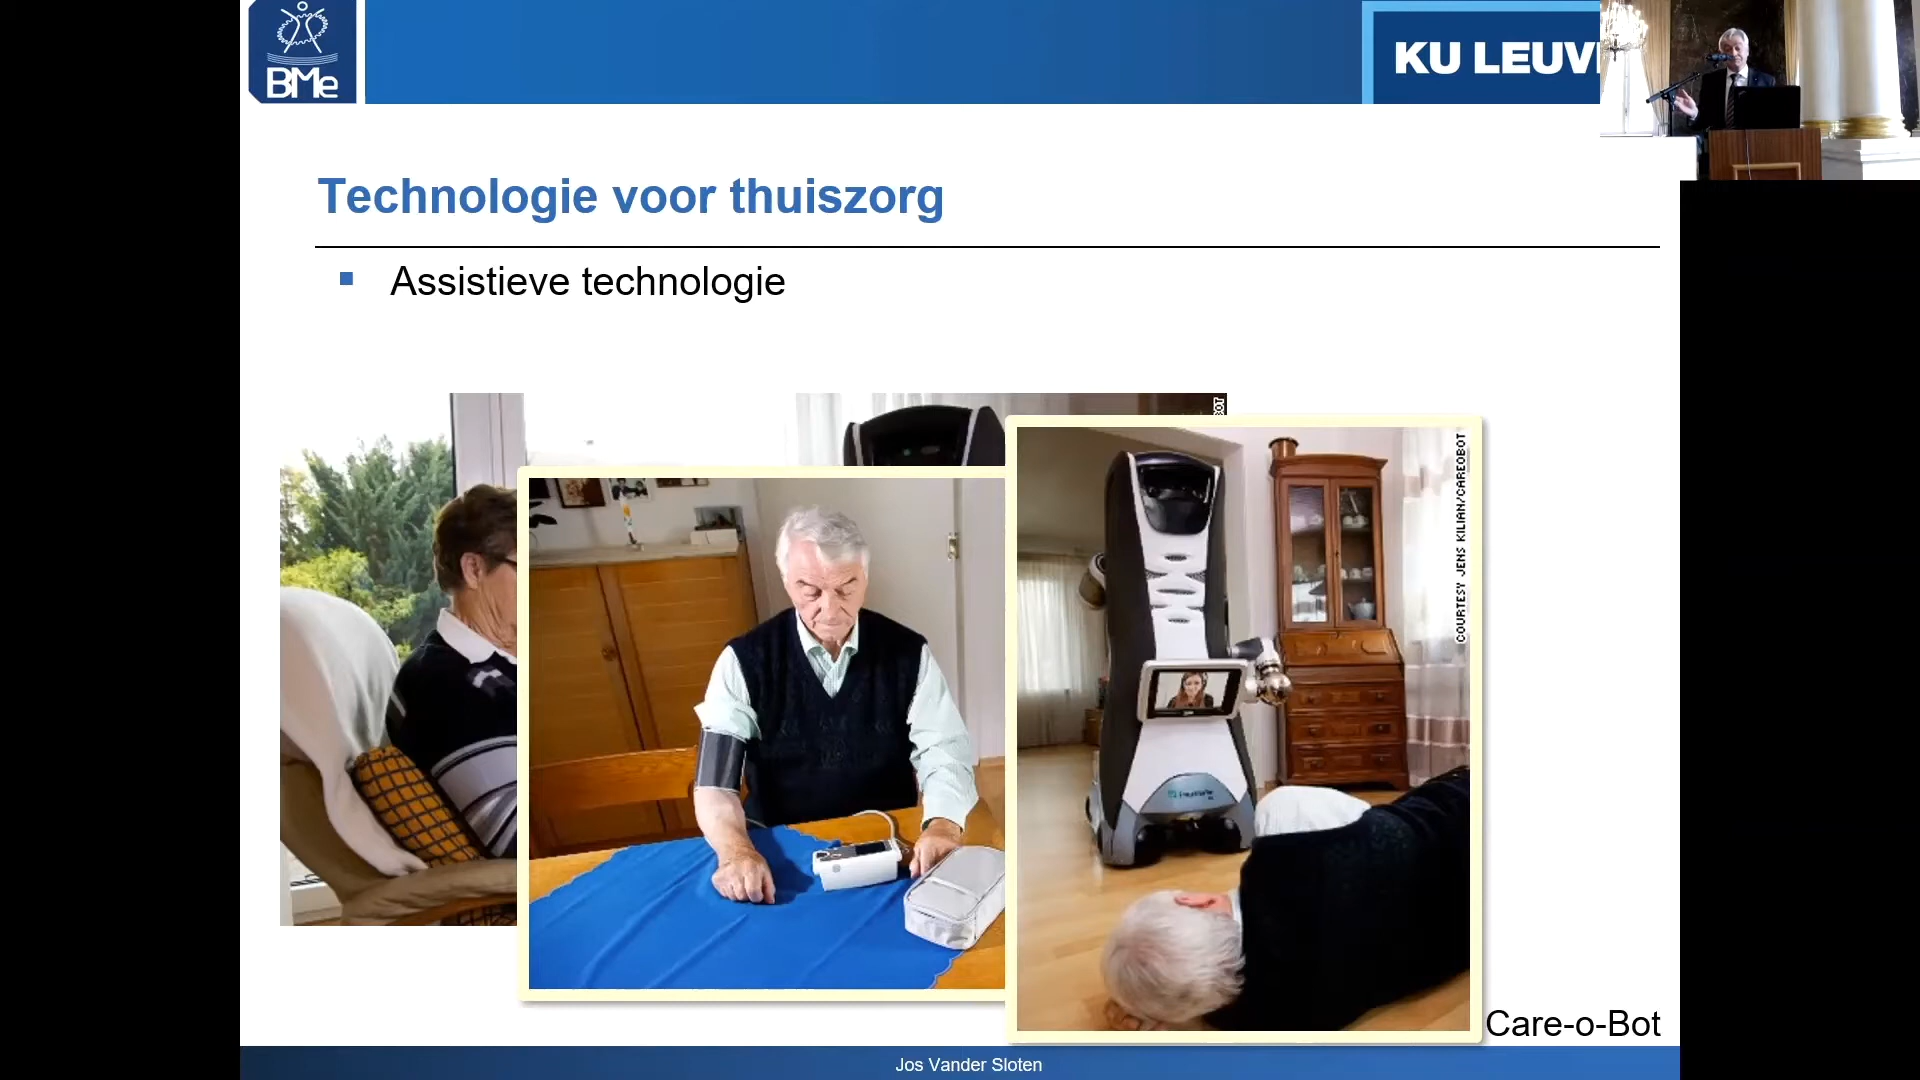 BMe
KU LEUV
Technologie voor thuiszorg
Assistieve technologie
COURTESY JENS KILIAN/CAREOBOT
Care-o-Bot
Jos Vander Sloten